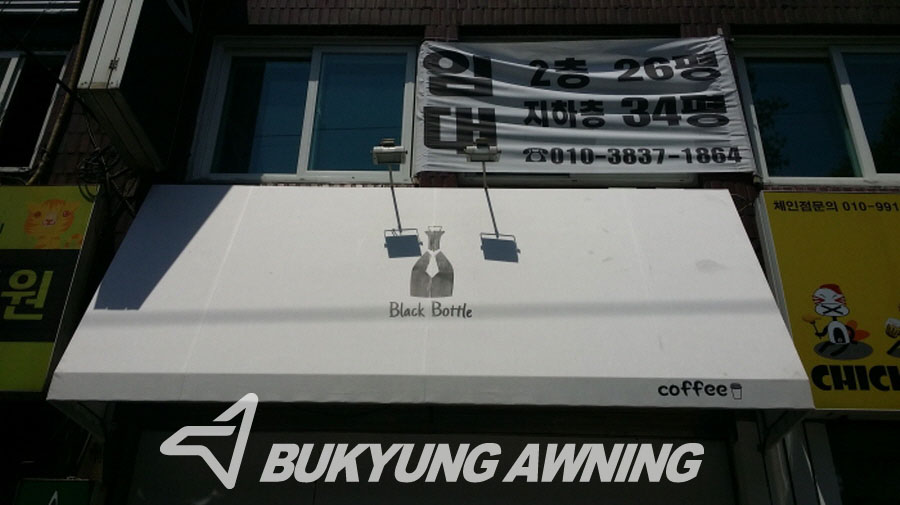 임대
2층 26평
지하층 34평
☎010-3837-1864
체인점문의 010-991
원
Black Bottle
coffee
CHIC
BUKYUNG AWNING